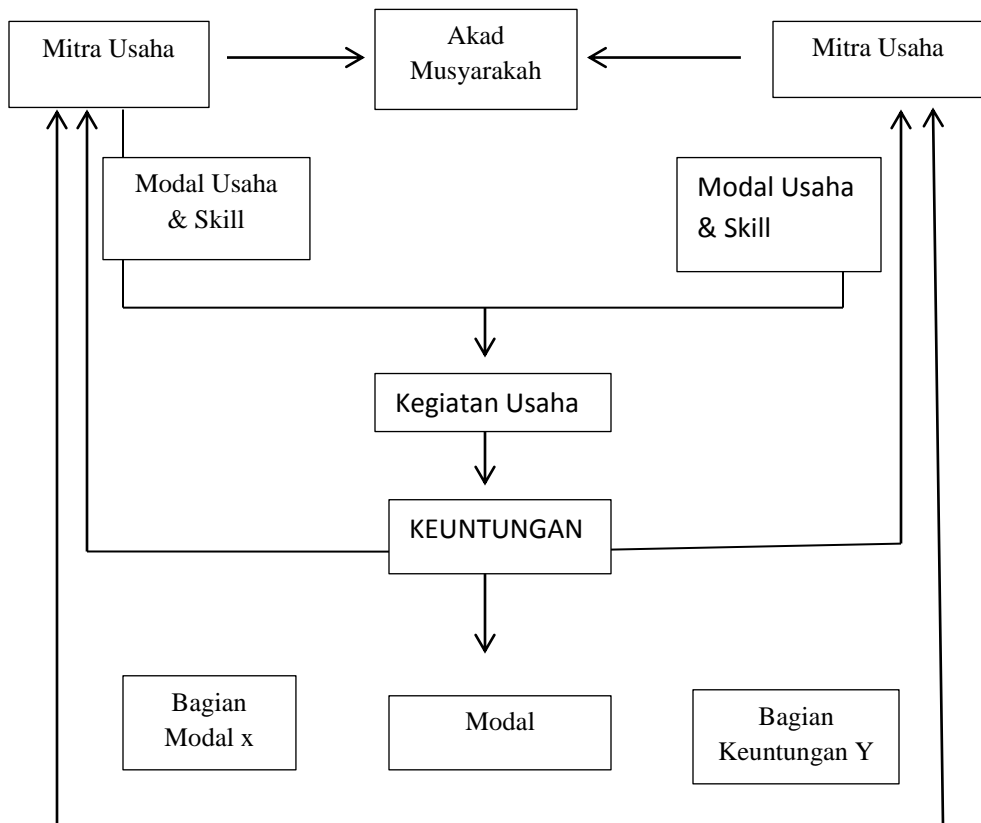 Mitra Usaha
Akad
Musyarakah
Mitra Usaha
Modal Usaha
& Skill
Modal Usaha
& Skill
Kegiatan Usaha
KEUNTUNGAN
Bagian
Modal x
Modal
Bagian
Keuntungan Y